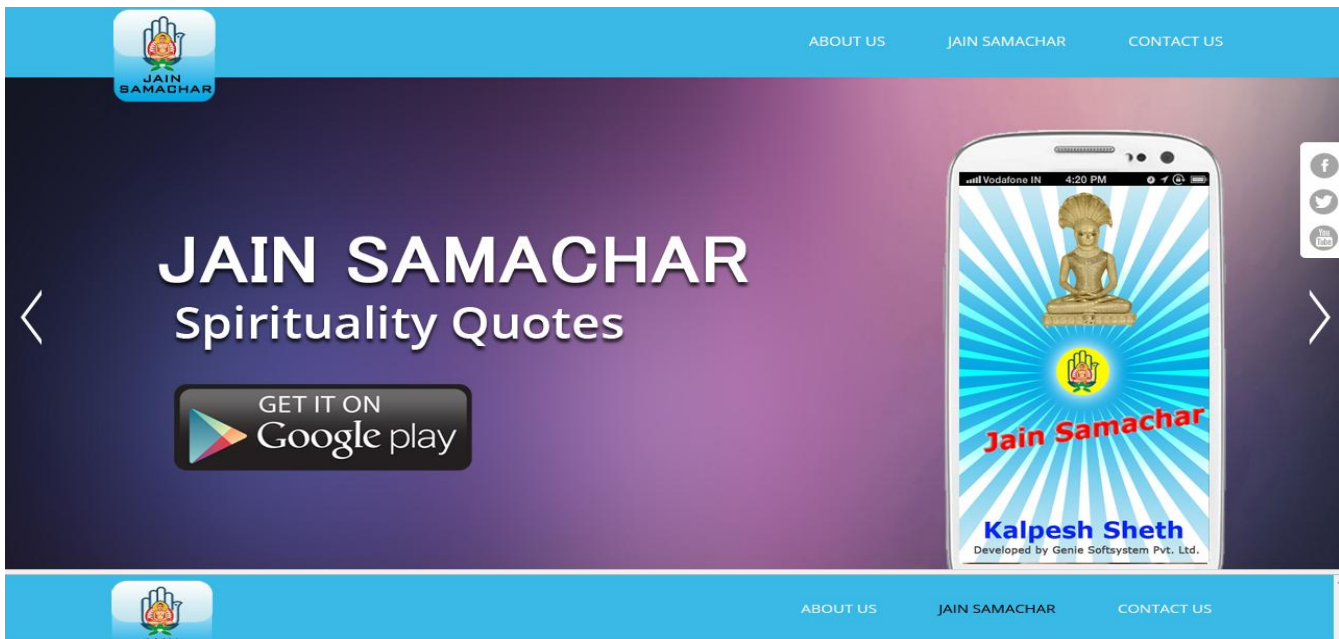 JAIN
SAMACHAR
ABOUT US
JAIN SAMACHAR
CONTACT US
JAIN SAMACHAR
Spirituality Quotes
GET IT ON
Google play
Vodafone IN 4:20 PM
Jain Samachar
Kalpesh Sheth
Developed by Genie Softsystem Pvt. Ltd.
f
You
Tube
ABOUT US
JAIN SAMACHAR
CONTACT US